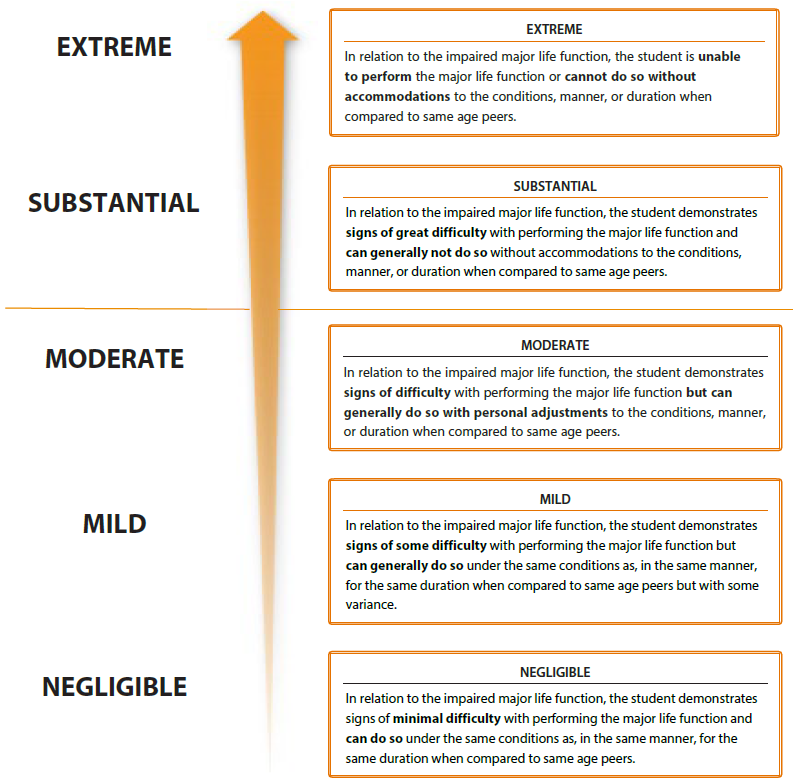 EXTREME
EXTREME
In relation to the impaired major life function, the student is unable
to perform the major life function or cannot do so without
accommodations to the conditions, manner, or duration when
compared to same age peers.
SUBSTANTIAL
SUBSTANTIAL
In relation to the impaired major life function, the student demonstrates
signs of great difficulty with performing the major life function and
can generally not do so without accommodations to the conditions,
manner, or duration when compared to same age peers.
MODERATE
MODERATE
In relation to the impaired major life function, the student demonstrates
signs of difficulty with performing the major life function but can
generally do so with personal adjustments to the conditions, manner,
or duration when compared to same age peers.
MILD
MILD
In relation to the impaired major life function, the student demonstrates
signs of some difficulty with performing the major life function but
can generally do so under the same conditions as, in the same manner,
for the same duration when compared to same age peers but with some
variance.
NEGLIGIBLE
NEGLIGIBLE
In relation to the impaired major life function, the student demonstrates
signs of minimal difficulty with performing the major life function and
can do so under the same conditions as, in the same manner, for the
same duration when compared to same age peers.